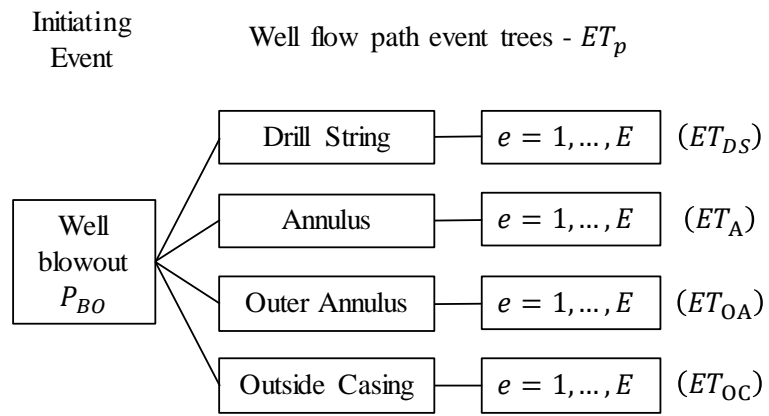 Initiating
Event
Well flow path event trees - ET_p
Drill String
e = 1, … , E
(ET_DS)
Well
blowout
P_BO
Annulus
e = 1, … , E
(ET_A)
Outer Annulus
e = 1, … , E
(ET_OA)
Outside Casing
e = 1, … , E
(ET_OC)